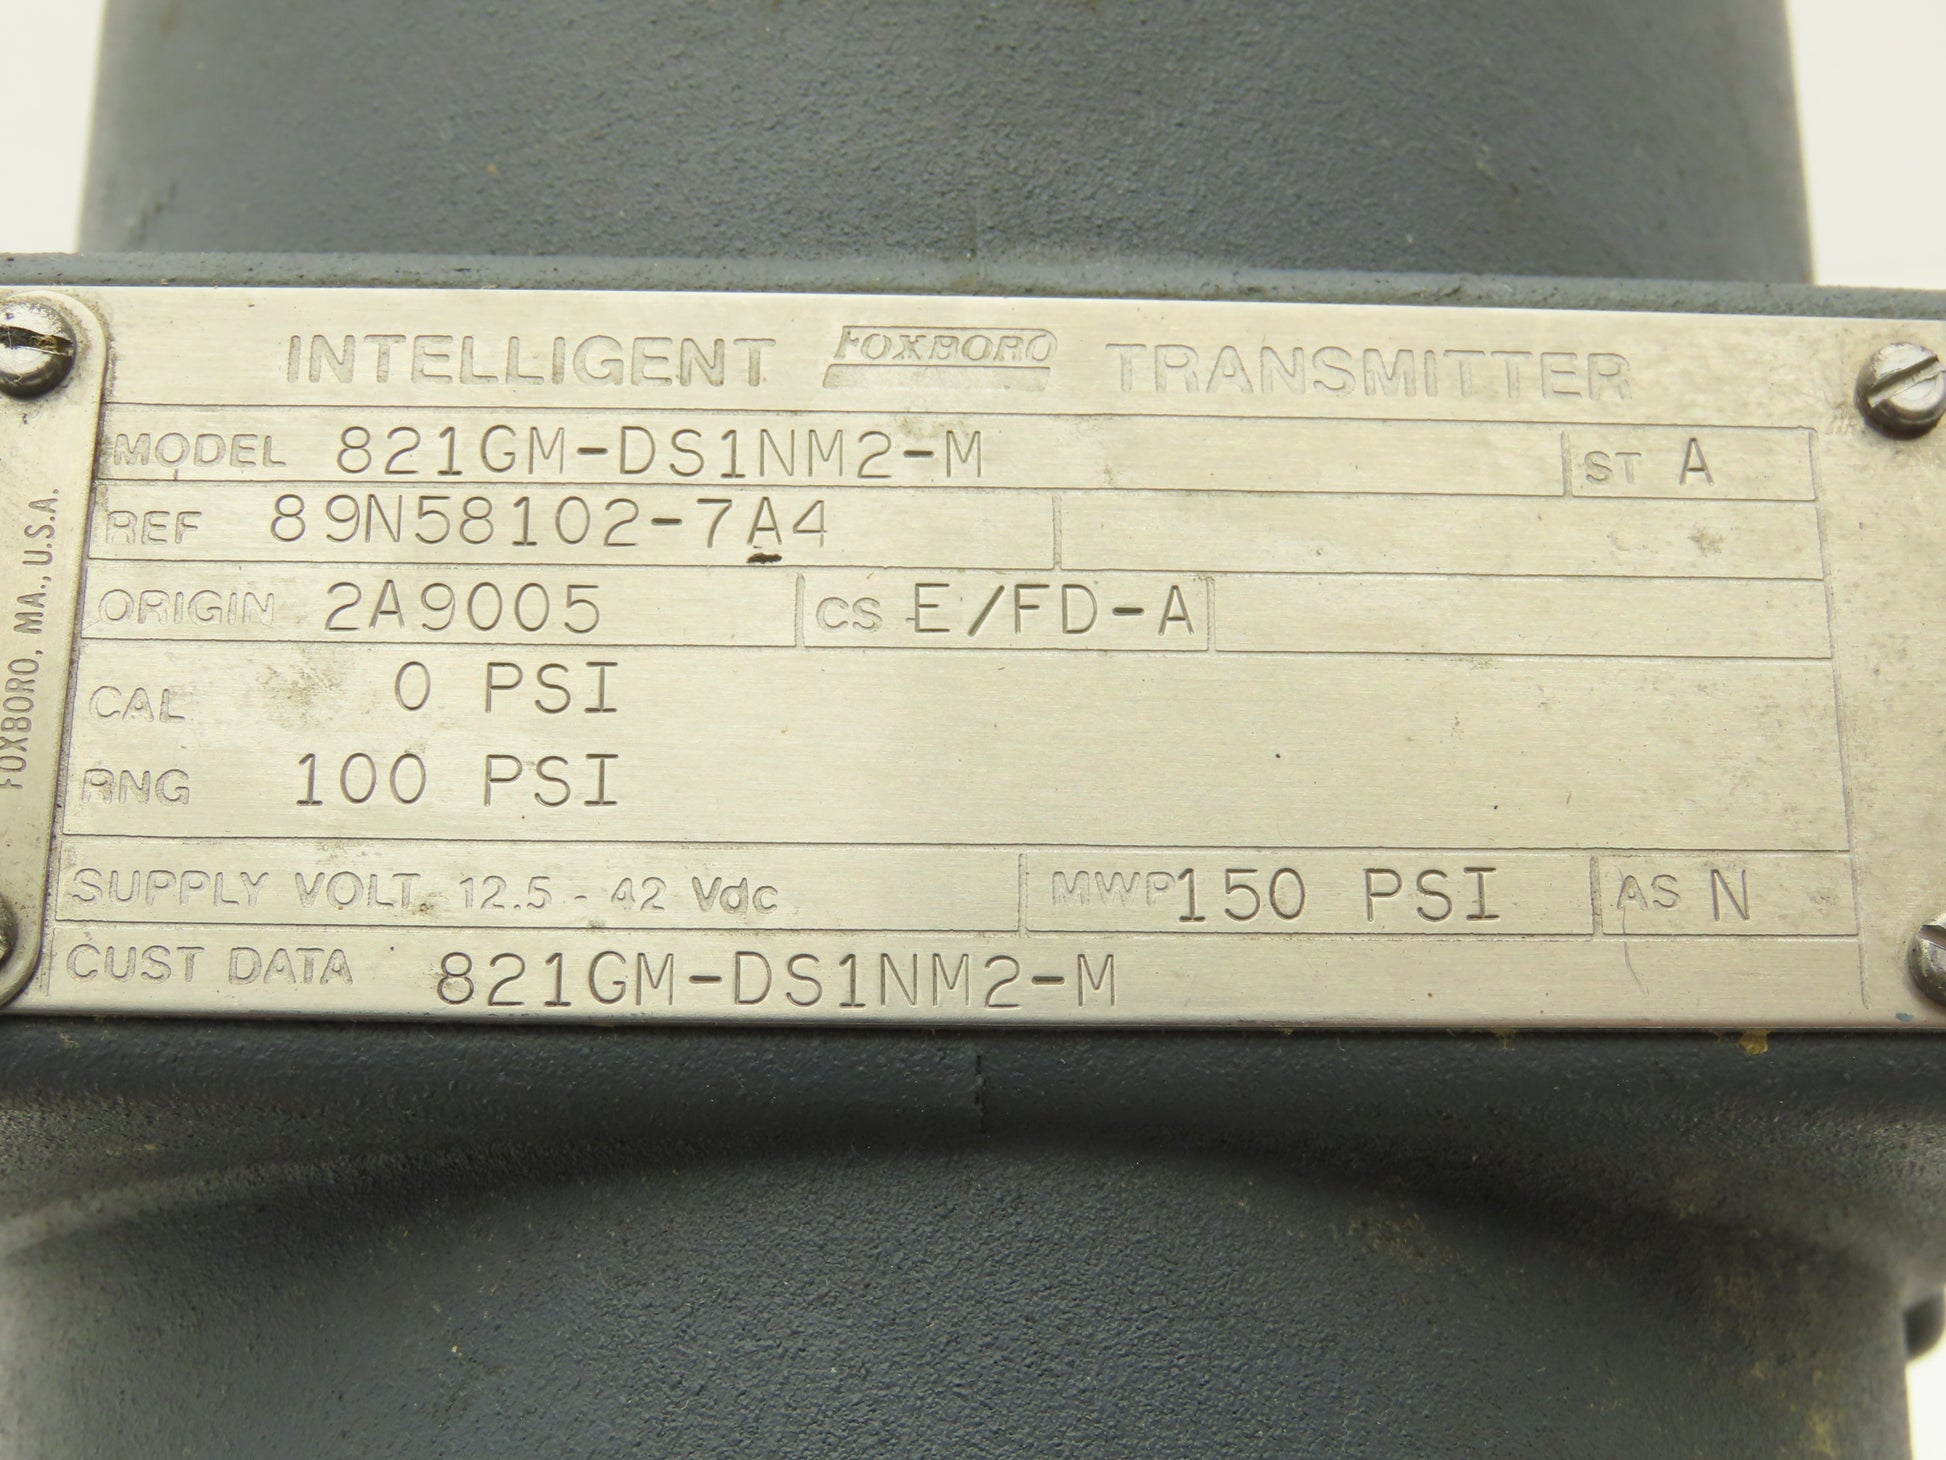 INTELLIGENT FOXBORO TRANSMITTER
MODEL 821GM-DS1NM2-M ST A
REF 89N58102-7A4
ORIGIN 2A9005 CS E/FD-A
CAL 0 PSI
RNG 100 PSI
SUPPLY VOLT. 12.5 - 42 Vdc MWP 150 PSI AS N
CUST DATA 821GM-DS1NM2-M
FOXBORO, MA., U.S.A.